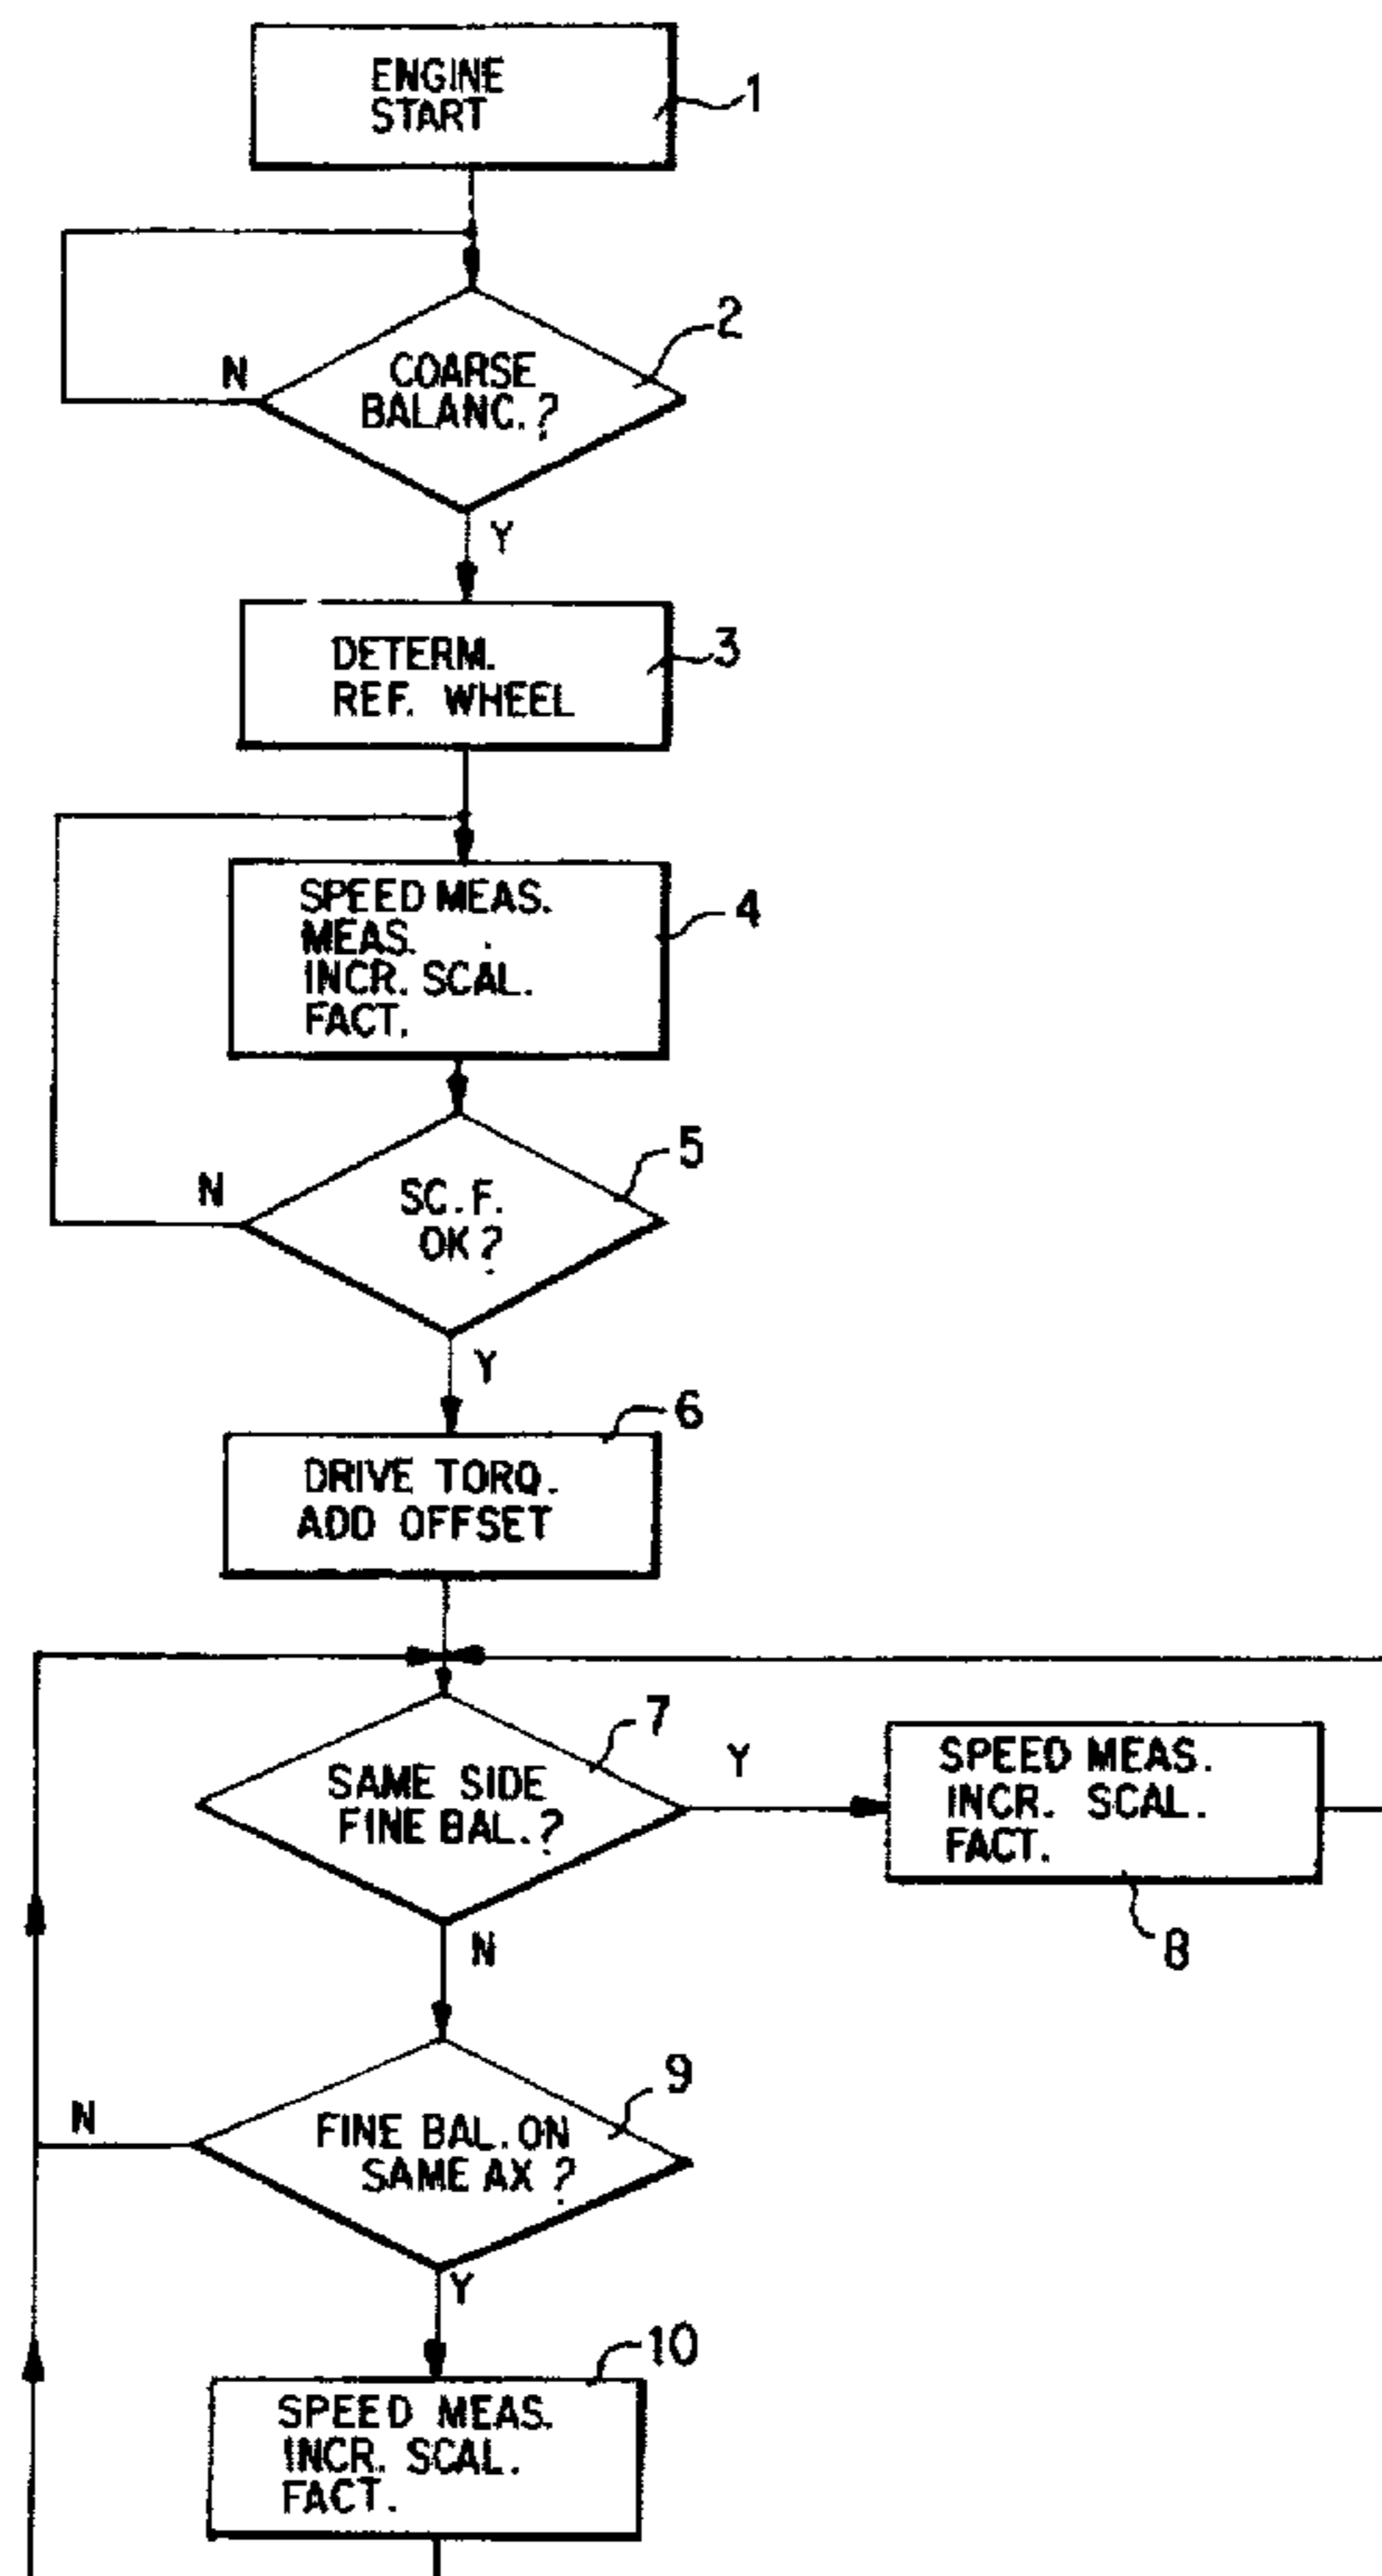 ENGINE
START
1
2
N
COARSE
BALANC.?
Y
DETERM.
REF. WHEEL
3
SPEED MEAS.
MEAS.
INCR. SCAL.
FACT.
4
5
N
SC.F.
OK?
Y
6
DRIVE TORQ.
ADD OFFSET
7
SAME SIDE
FINE BAL.?
Y
SPEED MEAS.
INCR. SCAL.
FACT.
8
N
9
N
FINE BAL. ON
SAME AX?
Y
10
SPEED MEAS.
INCR. SCAL.
FACT.